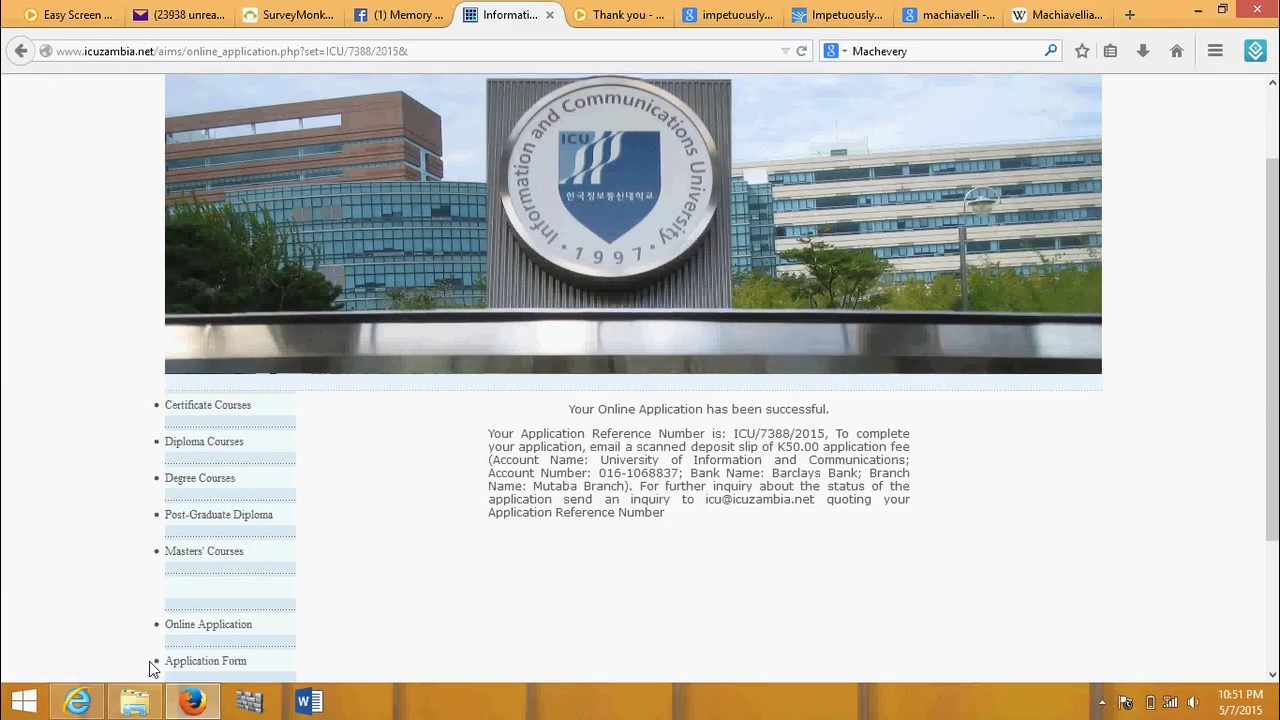 Easy Screen ...
(23938 unrea...
SurveyMonk...
(1) Memory ...
Informati...
Thank you - ...
impetuously ...
Impetuously...
machiavelli -...
Machiavellia...
www.icuzambia.net/aims/online_application.php?set=ICU/7388/2015&
Machevery
Information and Communications University
ICU
한국정보통신대학교
• 1997 •
Certificate Courses
Diploma Courses
Degree Courses
Post-Graduate Diploma
Masters' Courses
Online Application
Application Form
Your Online Application has been successful.
Your Application Reference Number is: ICU/7388/2015, To complete
your application, email a scanned deposit slip of K50.00 application fee
(Account Name: University of Information and Communications;
Account Number: 016-1068837; Bank Name: Barclays Bank; Branch
Name: Mutaba Branch). For further inquiry about the status of the
application send an inquiry to icu@icuzambia.net quoting your
Application Reference Number
10:51 PM
5/7/2015